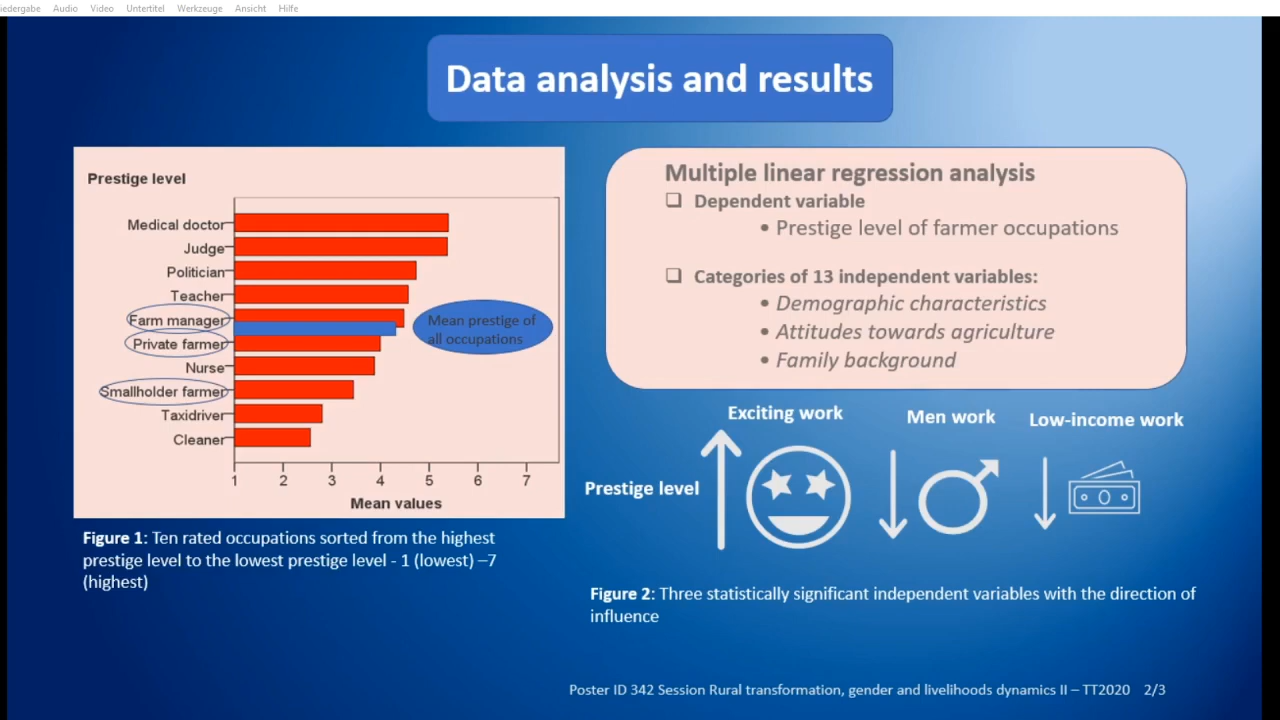 iedergabe Audio Video Untertitel Werkzeuge Ansicht Hilfe
Data analysis and results
Prestige level
Medical doctor
Judge
Politician
Teacher
Farm manager
Private farmer
Nurse
Smallholder farmer
Taxidriver
Cleaner
1 2 3 4 5 6 7
Mean values
Mean prestige of
all occupations
Figure 1: Ten rated occupations sorted from the highest
prestige level to the lowest prestige level - 1 (lowest) –7
(highest)
Multiple linear regression analysis
❑ Dependent variable
• Prestige level of farmer occupations
❑ Categories of 13 independent variables:
• Demographic characteristics
• Attitudes towards agriculture
• Family background
Exciting work
Men work
Low-income work
Prestige level
Figure 2: Three statistically significant independent variables with the direction of
influence
Poster ID 342 Session Rural transformation, gender and livelihoods dynamics II – TT2020 2/3